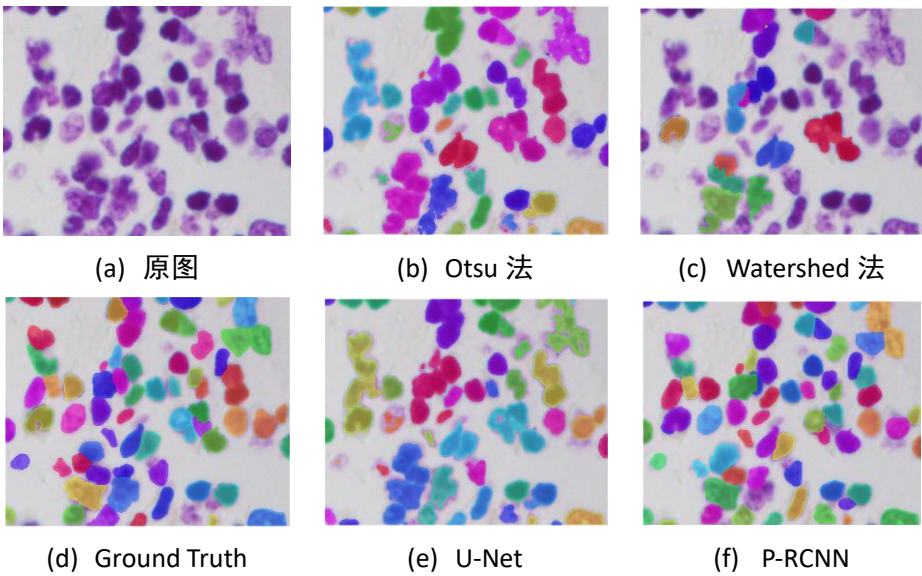 (a) 原图
(b) Otsu 法
(c) Watershed 法
(d) Ground Truth
(e) U-Net
(f) P-RCNN